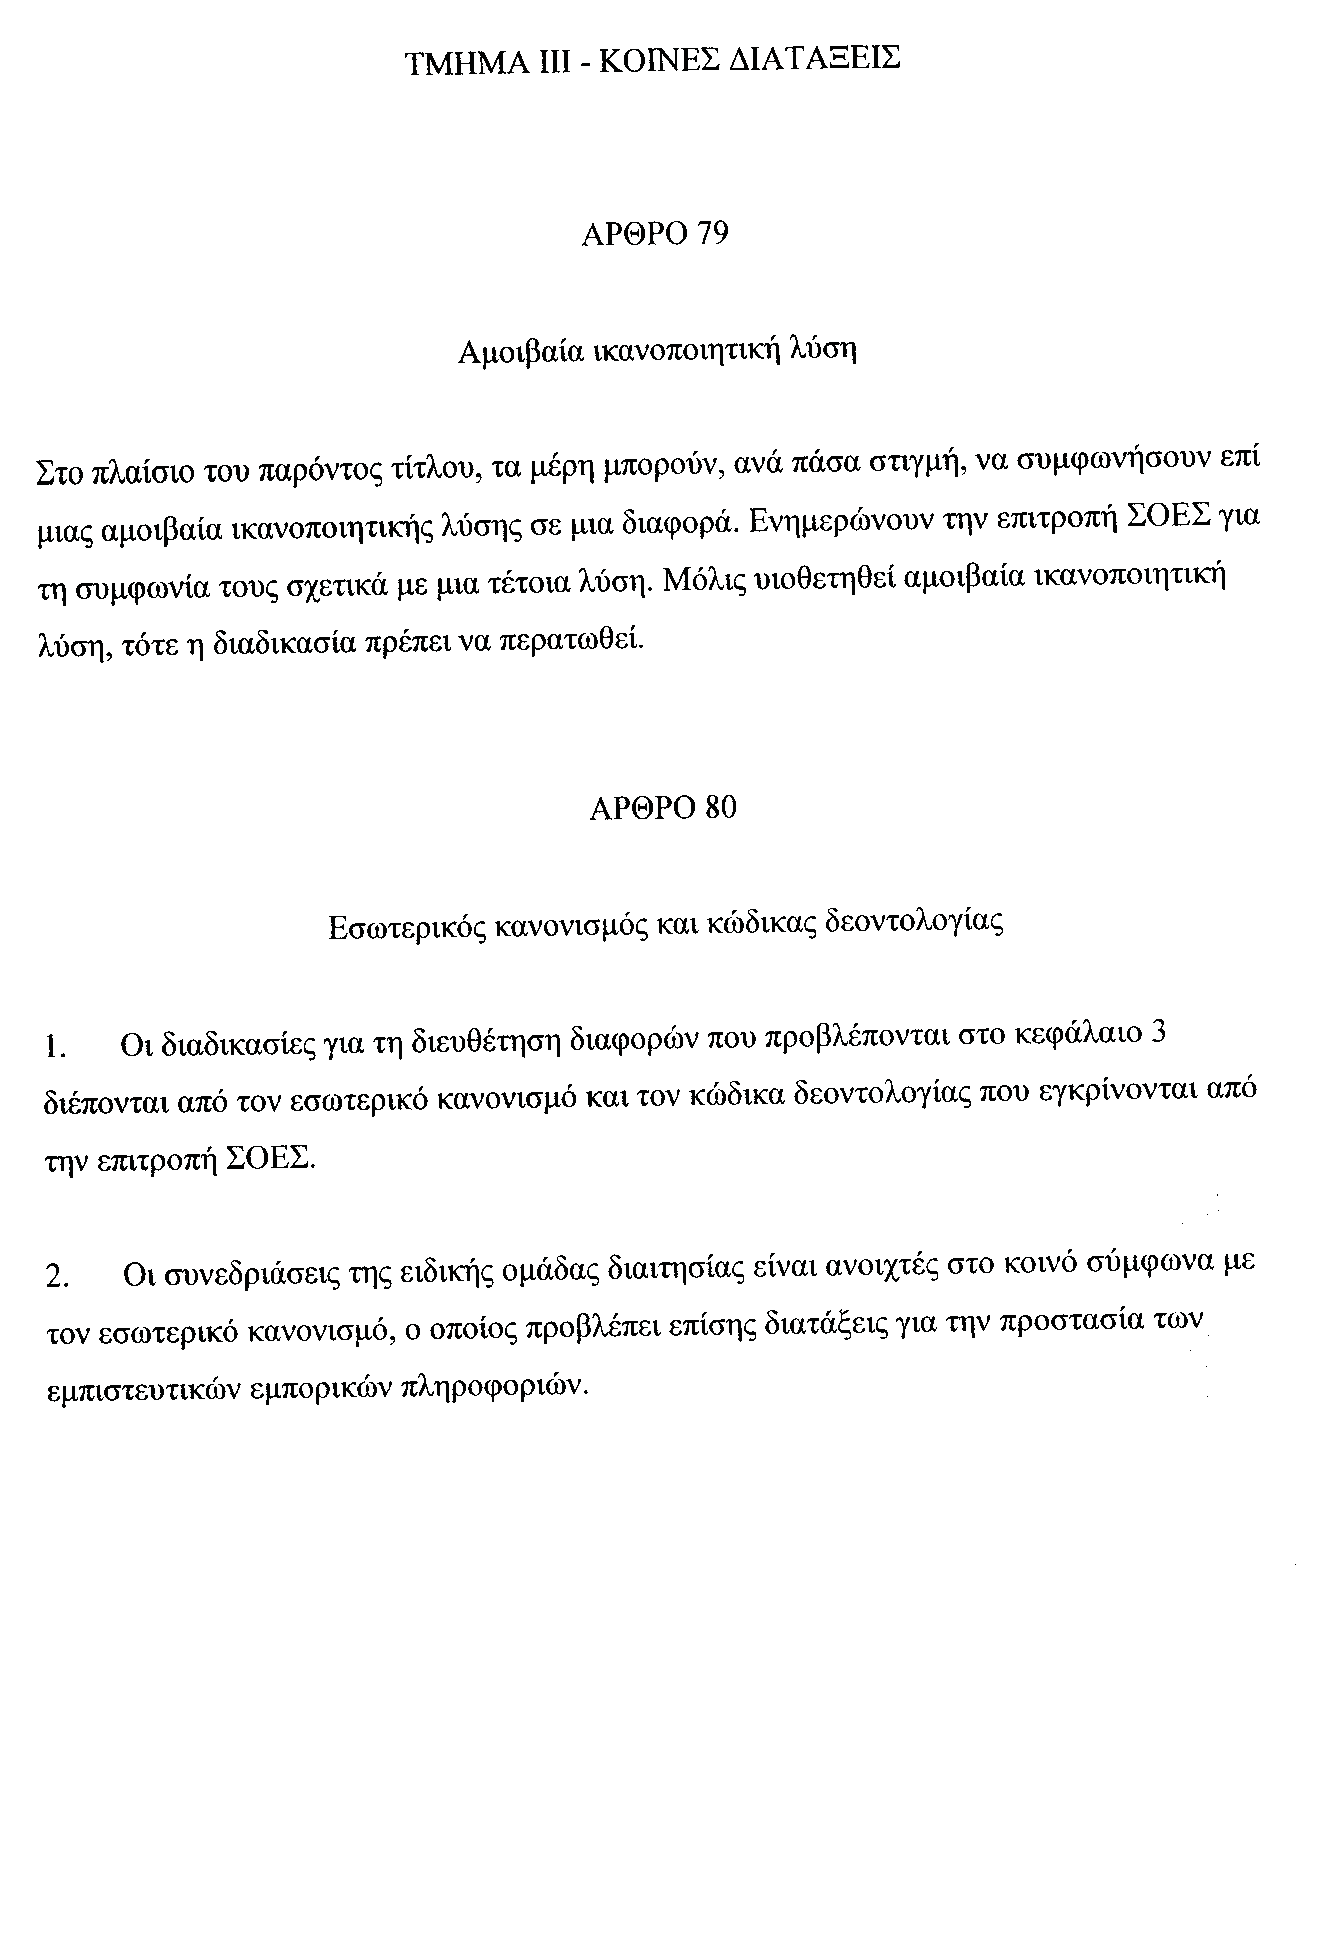 ΤΜΗΜΑ ΙΙΙ - ΚΟΙΝΕΣ ΔΙΑΤΑΞΕΙΣ
ΑΡΘΡΟ 79
Αμοιβαία ικανοποιητική λύση
Στο πλαίσιο του παρόντος τίτλου, τα μέρη μπορούν, ανά πάσα στιγμή, να συμφωνήσουν επί
μιας αμοιβαία ικανοποιητικής λύσης σε μια διαφορά. Ενημερώνουν την επιτροπή ΣΟΕΣ για
τη συμφωνία τους σχετικά με μια τέτοια λύση. Μόλις υιοθετηθεί αμοιβαία ικανοποιητική
λύση, τότε η διαδικασία πρέπει να περατωθεί.
ΑΡΘΡΟ 80
Εσωτερικός κανονισμός και κώδικας δεοντολογίας
1. Οι διαδικασίες για τη διευθέτηση διαφορών που προβλέπονται στο κεφάλαιο 3
διέπονται από τον εσωτερικό κανονισμό και τον κώδικα δεοντολογίας που εγκρίνονται από
την επιτροπή ΣΟΕΣ.
2. Οι συνεδριάσεις της ειδικής ομάδας διαιτησίας είναι ανοιχτές στο κοινό σύμφωνα με
τον εσωτερικό κανονισμό, ο οποίος προβλέπει επίσης διατάξεις για την προστασία των
εμπιστευτικών εμπορικών πληροφοριών.